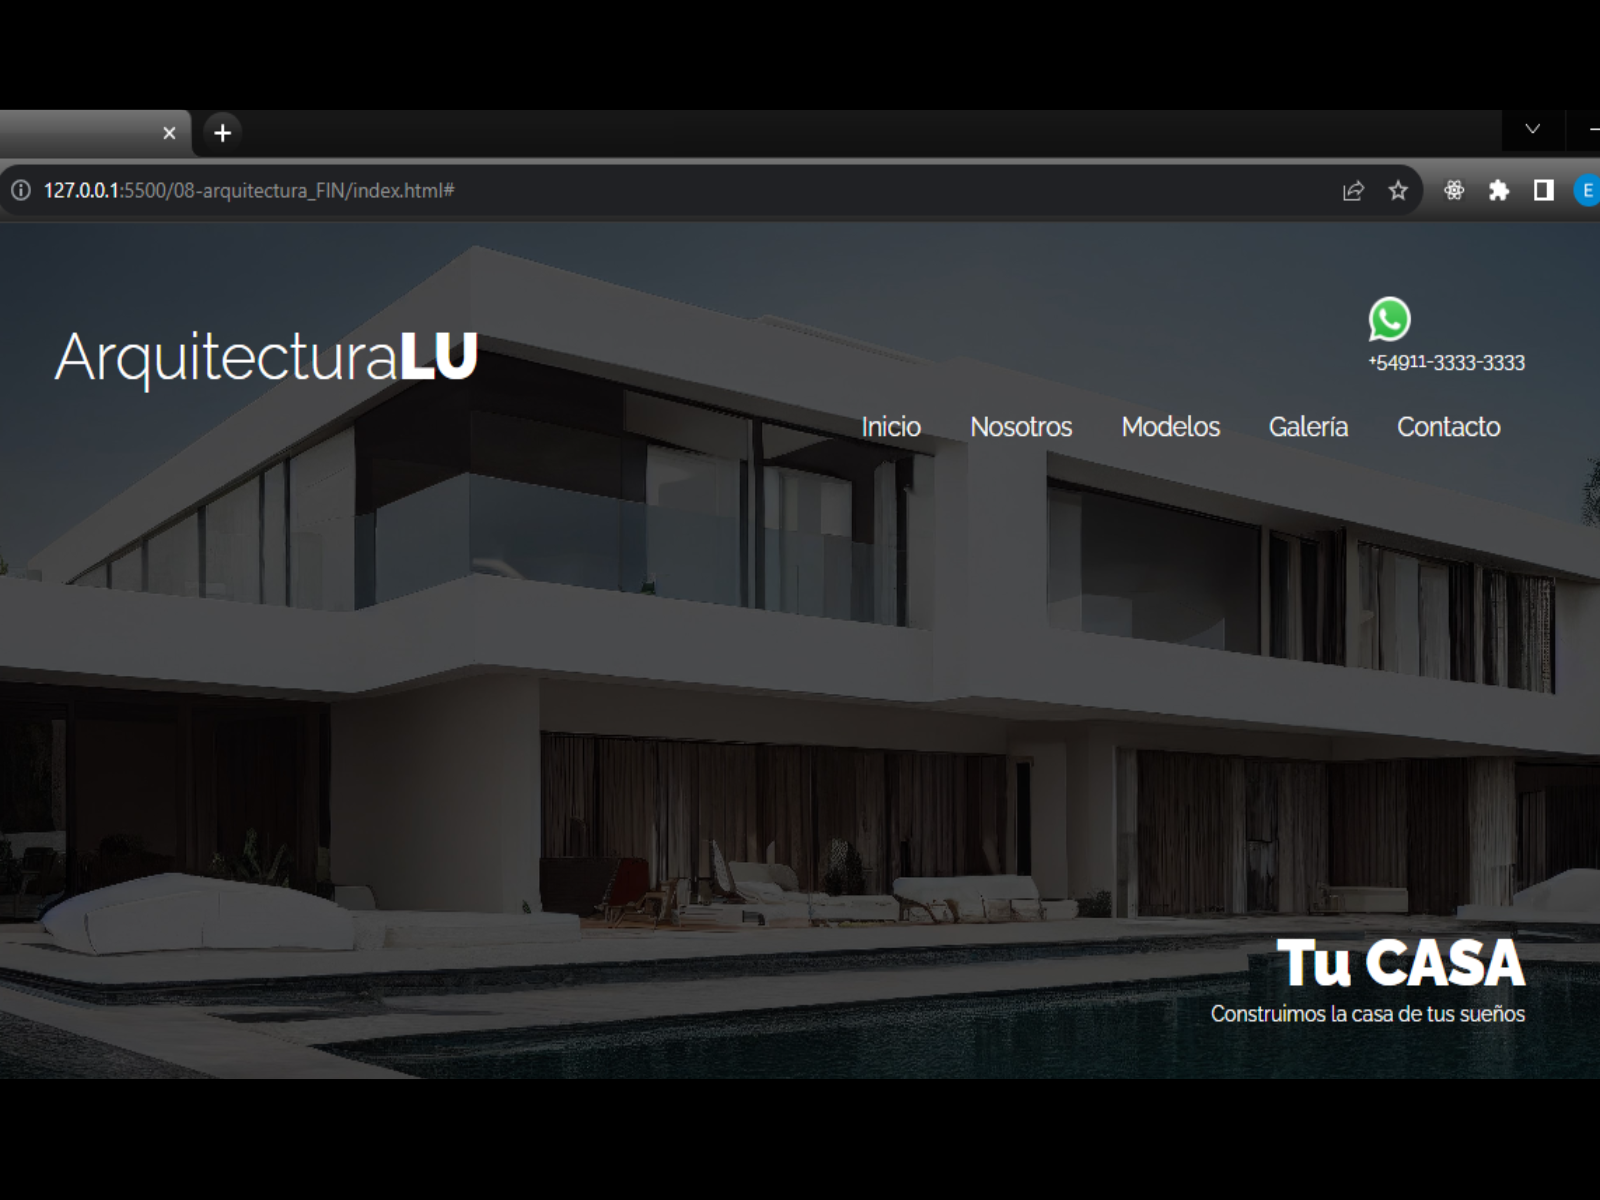 127.0.0.1:5500/08-arquitectura_FIN/index.html#
E
ArquitecturaLU
+54911-3333-3333
Inicio Nosotros Modelos Galería Contacto
Tu CASA
Construimos la casa de tus sueños